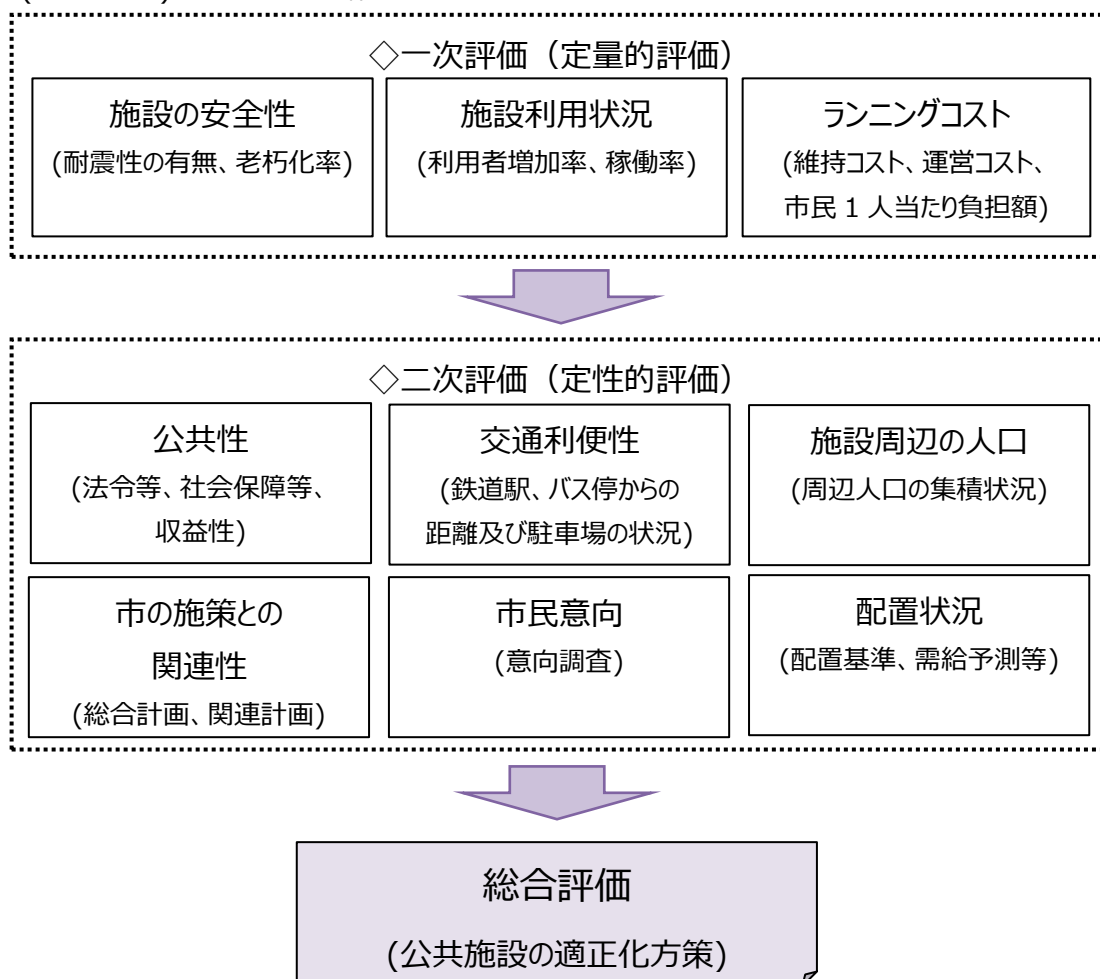 ◇一次評価（定量的評価）
施設の安全性
(耐震性の有無、老朽化率)
施設利用状況
(利用者増加率、稼働率)
ランニングコスト
(維持コスト、運営コスト、
市民１人当たり負担額)
◇二次評価（定性的評価）
公共性
(法令等、社会保障等、
収益性)
交通利便性
(鉄道駅、バス停からの
距離及び駐車場の状況)
施設周辺の人口
(周辺人口の集積状況)
市の施策との
関連性
(総合計画、関連計画)
市民意向
(意向調査)
配置状況
(配置基準、需給予測等)
総合評価
(公共施設の適正化方策)